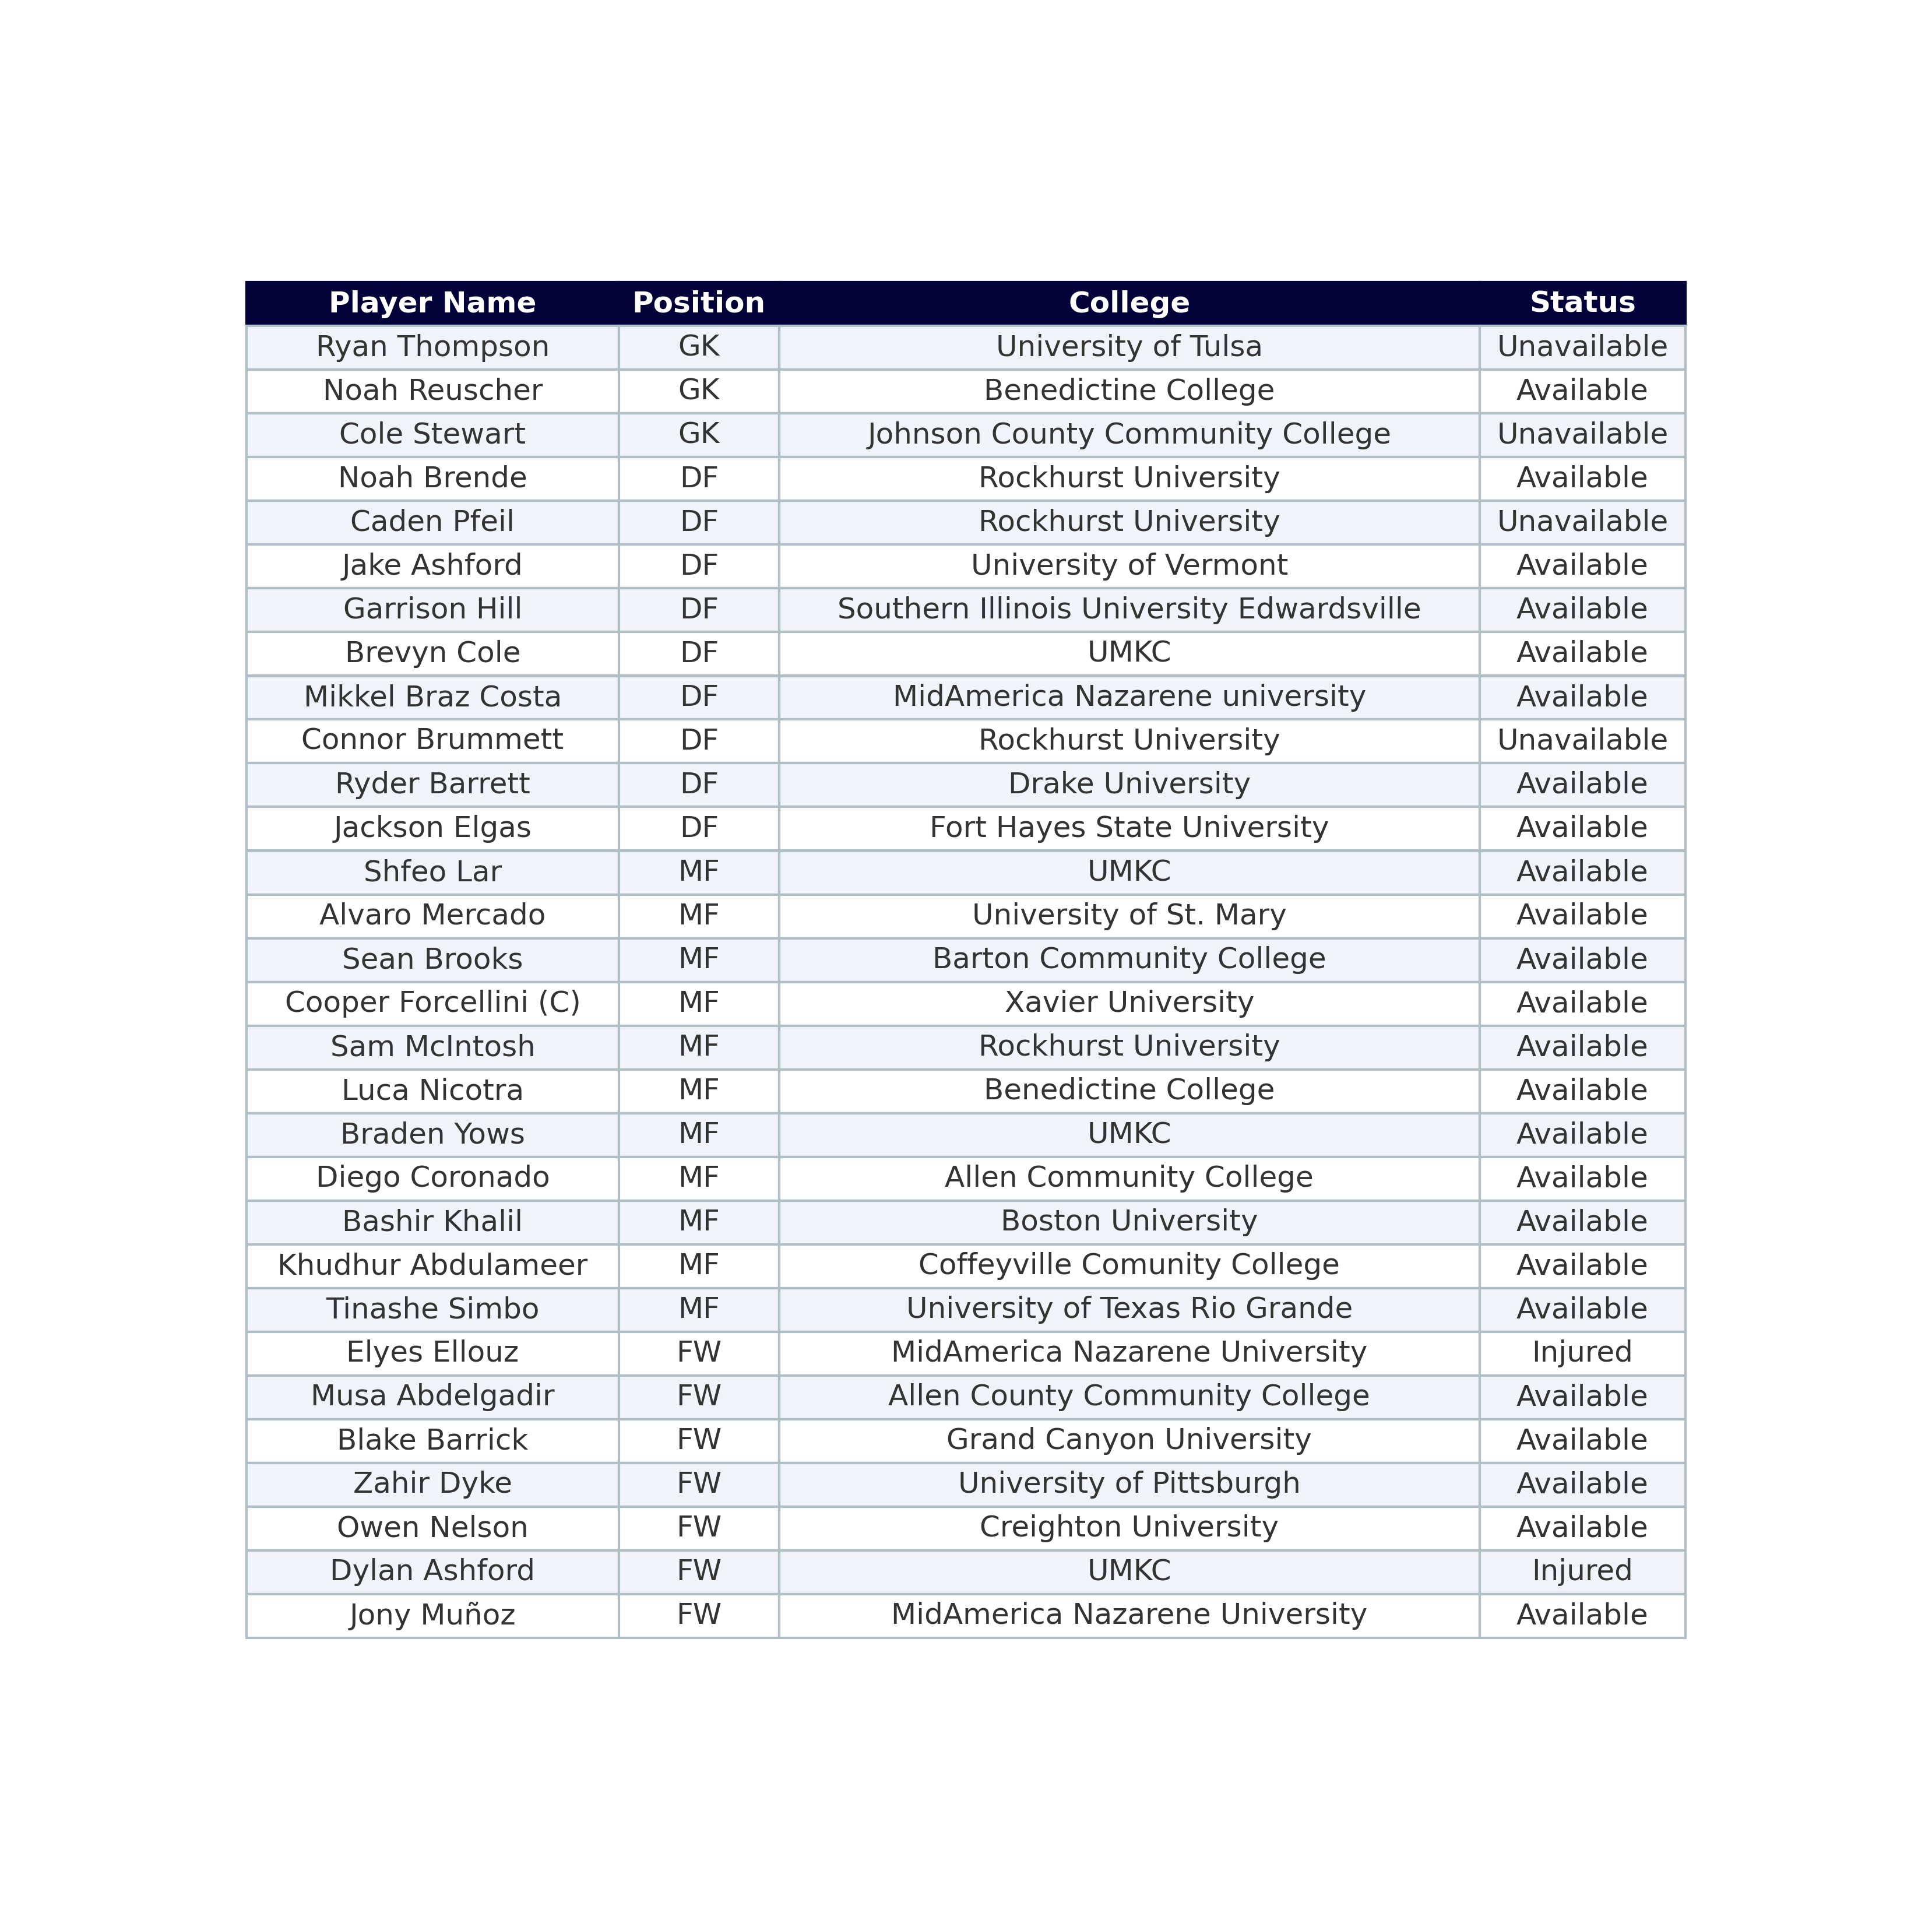 Player Name Position College Status
Ryan Thompson GK University of Tulsa Unavailable
Noah Reuscher GK Benedictine College Available
Cole Stewart GK Johnson County Community College Unavailable
Noah Brende DF Rockhurst University Available
Caden Pfeil DF Rockhurst University Unavailable
Jake Ashford DF University of Vermont Available
Garrison Hill DF Southern Illinois University Edwardsville Available
Brevyn Cole DF UMKC Available
Mikkel Braz Costa DF MidAmerica Nazarene university Available
Connor Brummett DF Rockhurst University Unavailable
Ryder Barrett DF Drake University Available
Jackson Elgas DF Fort Hayes State University Available
Shfeo Lar MF UMKC Available
Alvaro Mercado MF University of St. Mary Available
Sean Brooks MF Barton Community College Available
Cooper Forcellini (C) MF Xavier University Available
Sam McIntosh MF Rockhurst University Available
Luca Nicotra MF Benedictine College Available
Braden Yows MF UMKC Available
Diego Coronado MF Allen Community College Available
Bashir Khalil MF Boston University Available
Khudhur Abdulameer MF Coffeyville Comunity College Available
Tinashe Simbo MF University of Texas Rio Grande Available
Elyes Ellouz FW MidAmerica Nazarene University Injured
Musa Abdelgadir FW Allen County Community College Available
Blake Barrick FW Grand Canyon University Available
Zahir Dyke FW University of Pittsburgh Available
Owen Nelson FW Creighton University Available
Dylan Ashford FW UMKC Injured
Jony Muñoz FW MidAmerica Nazarene University Available